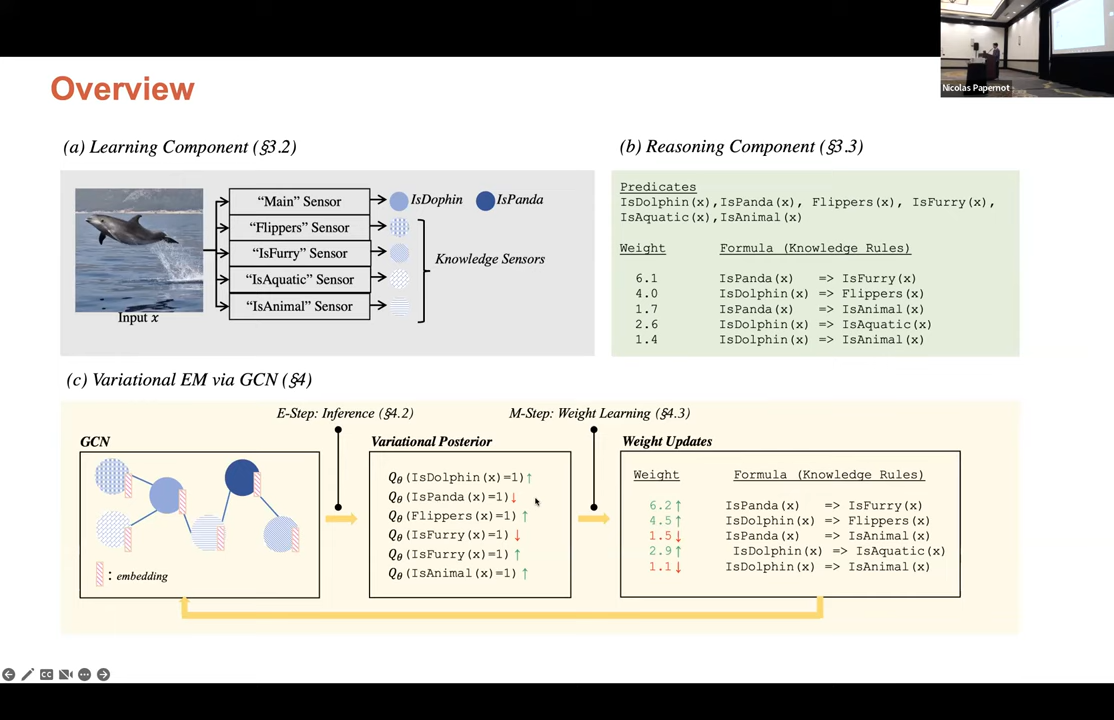 Nicolas Papernot
Overview
(a) Learning Component (§3.2)
"Main" Sensor
"Flippers" Sensor
"IsFurry" Sensor
"IsAquatic" Sensor
"IsAnimal" Sensor
IsDophin
IsPanda
Knowledge Sensors
Input x
(b) Reasoning Component (§3.3)
Predicates
IsDolphin(x),IsPanda(x), Flippers(x), IsFurry(x),
IsAquatic(x),IsAnimal(x)
Weight Formula (Knowledge Rules)
6.1 IsPanda(x) => IsFurry(x)
4.0 IsDolphin(x) => Flippers(x)
1.7 IsPanda(x) => IsAnimal(x)
2.6 IsDolphin(x) => IsAquatic(x)
1.4 IsDolphin(x) => IsAnimal(x)
(c) Variational EM via GCN (§4)
E-Step: Inference (§4.2)
M-Step: Weight Learning (§4.3)
GCN
: embedding
Variational Posterior
Qθ(IsDolphin(x)=1)↑
Qθ(IsPanda(x)=1)↓
Qθ(Flippers(x)=1)↑
Qθ(IsFurry(x)=1)↓
Qθ(IsFurry(x)=1)↑
Qθ(IsAnimal(x)=1)↑
Weight Updates
Weight Formula (Knowledge Rules)
6.2↑ IsPanda(x) => IsFurry(x)
4.5↑ IsDolphin(x) => Flippers(x)
1.5↓ IsPanda(x) => IsAnimal(x)
2.9↑ IsDolphin(x) => IsAquatic(x)
1.1↓ IsDolphin(x) => IsAnimal(x)
CC